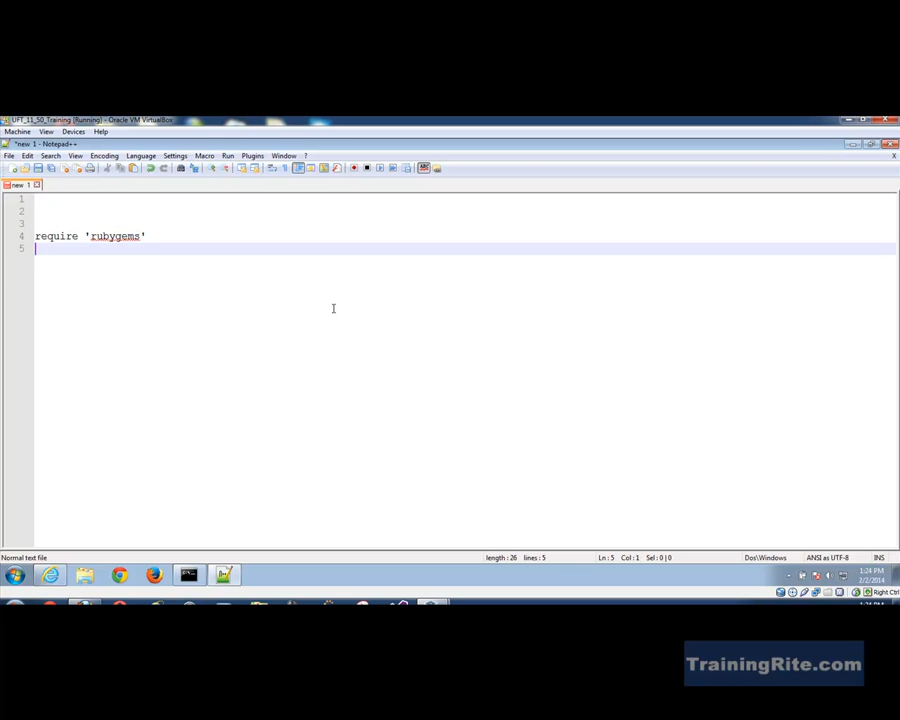 UFT_11_50_Training [Running] - Oracle VM VirtualBox
Machine View Devices Help
*new 1 - Notepad++
File Edit Search View Encoding Language Settings Macro Run Plugins Window ? X
new 1
1
2
3
4 require 'rubygems'
5
Normal text file length : 26 lines : 5 Ln : 5 Col : 1 Sel : 0 | 0 Dos\Windows ANSI as UTF-8 INS
1:24 PM
2/2/2014
Right Ctrl
TrainingRite.com